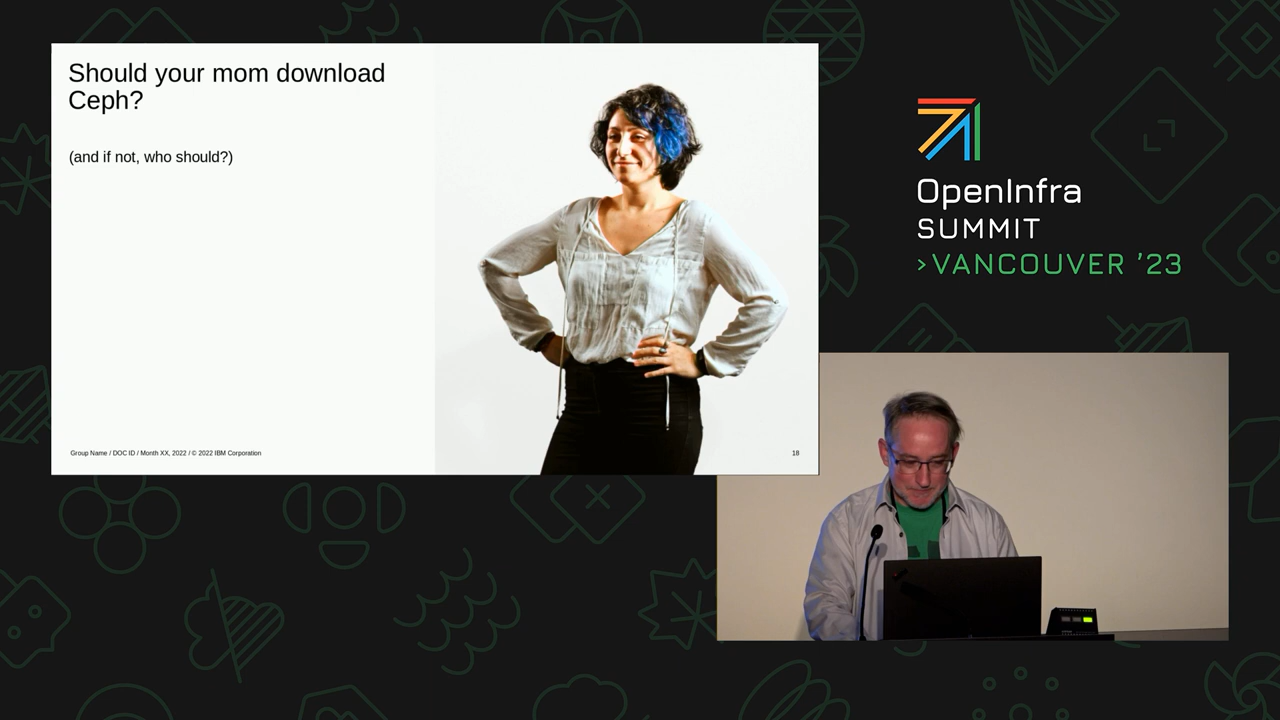 Should your mom download
Ceph?
(and if not, who should?)
Group Name / DOC ID / Month XX, 2022 / © 2022 IBM Corporation
18
OpenInfra
SUMMIT
>VANCOUVER ’23